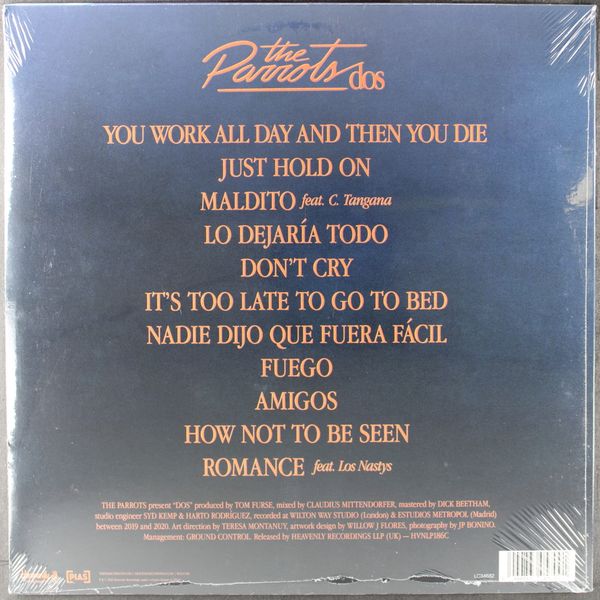 the
Parrots dos
YOU WORK ALL DAY AND THEN YOU DIE
JUST HOLD ON
MALDITO feat. C. Tangana
LO DEJARÍA TODO
DON'T CRY
IT'S TOO LATE TO GO TO BED
NADIE DIJO QUE FUERA FÁCIL
FUEGO
AMIGOS
HOW NOT TO BE SEEN
ROMANCE feat. Los Nastys
THE PARROTS present "DOS" produced by TOM FURSE, mixed by CLAUDIUS MITTENDORFER, mastered by DICK BEETHAM,
studio engineer SYD KEMP & HARTO RODRÍGUEZ, recorded at WILTON WAY STUDIO (London) & ESTUDIOS METROPOL (Madrid)
between 2019 and 2020. Art direction by TERESA MONTANUY, artwork design by WILLOW J FLORES, photography by JP BONINO.
Management: GROUND CONTROL. Released by HEAVENLY RECORDINGS LLP (UK) — HVNLP186C
[PIAS]
LC34682